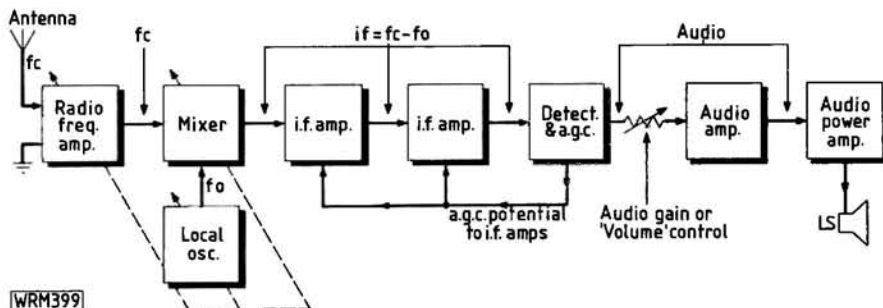 Antenna
fc
fc
if=fc-fo
Audio
Radio
freq.
amp.
Mixer
i.f. amp.
i.f. amp.
Detect.
& a.g.c.
Audio
amp.
Audio
power
amp.
fo
Local
osc.
a.g.c. potential
to i.f. amps
Audio gain or
'Volume' control
LS
WRM399